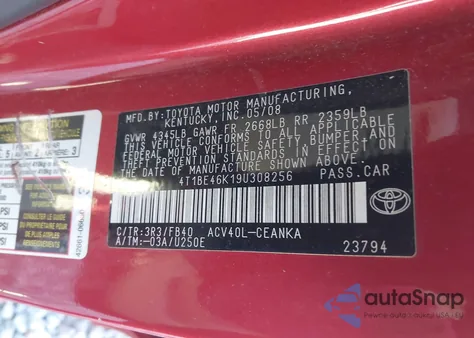 MFD.BY:TOYOTA MOTOR MANUFACTURING,
KENTUCKY,INC.05/08
GVWR 4345LB GAWR FR 2668LB RR 2359LB
THIS VEHICLE CONFORMS TO ALL APPLICABLE
FEDERAL MOTOR VEHICLE SAFETY, BUMPER, AND
THEFT PREVENTION STANDARDS IN EFFECT ON
THE DATE OF MANUFACTURE SHOWN ABOVE.
4T1BE46K19U308256 PASS.CAR
C/TR:3R3/FB40 ACV40L-CEANKA
A/TM:-03A/U250E
TOYOTA
23794
autoSnap